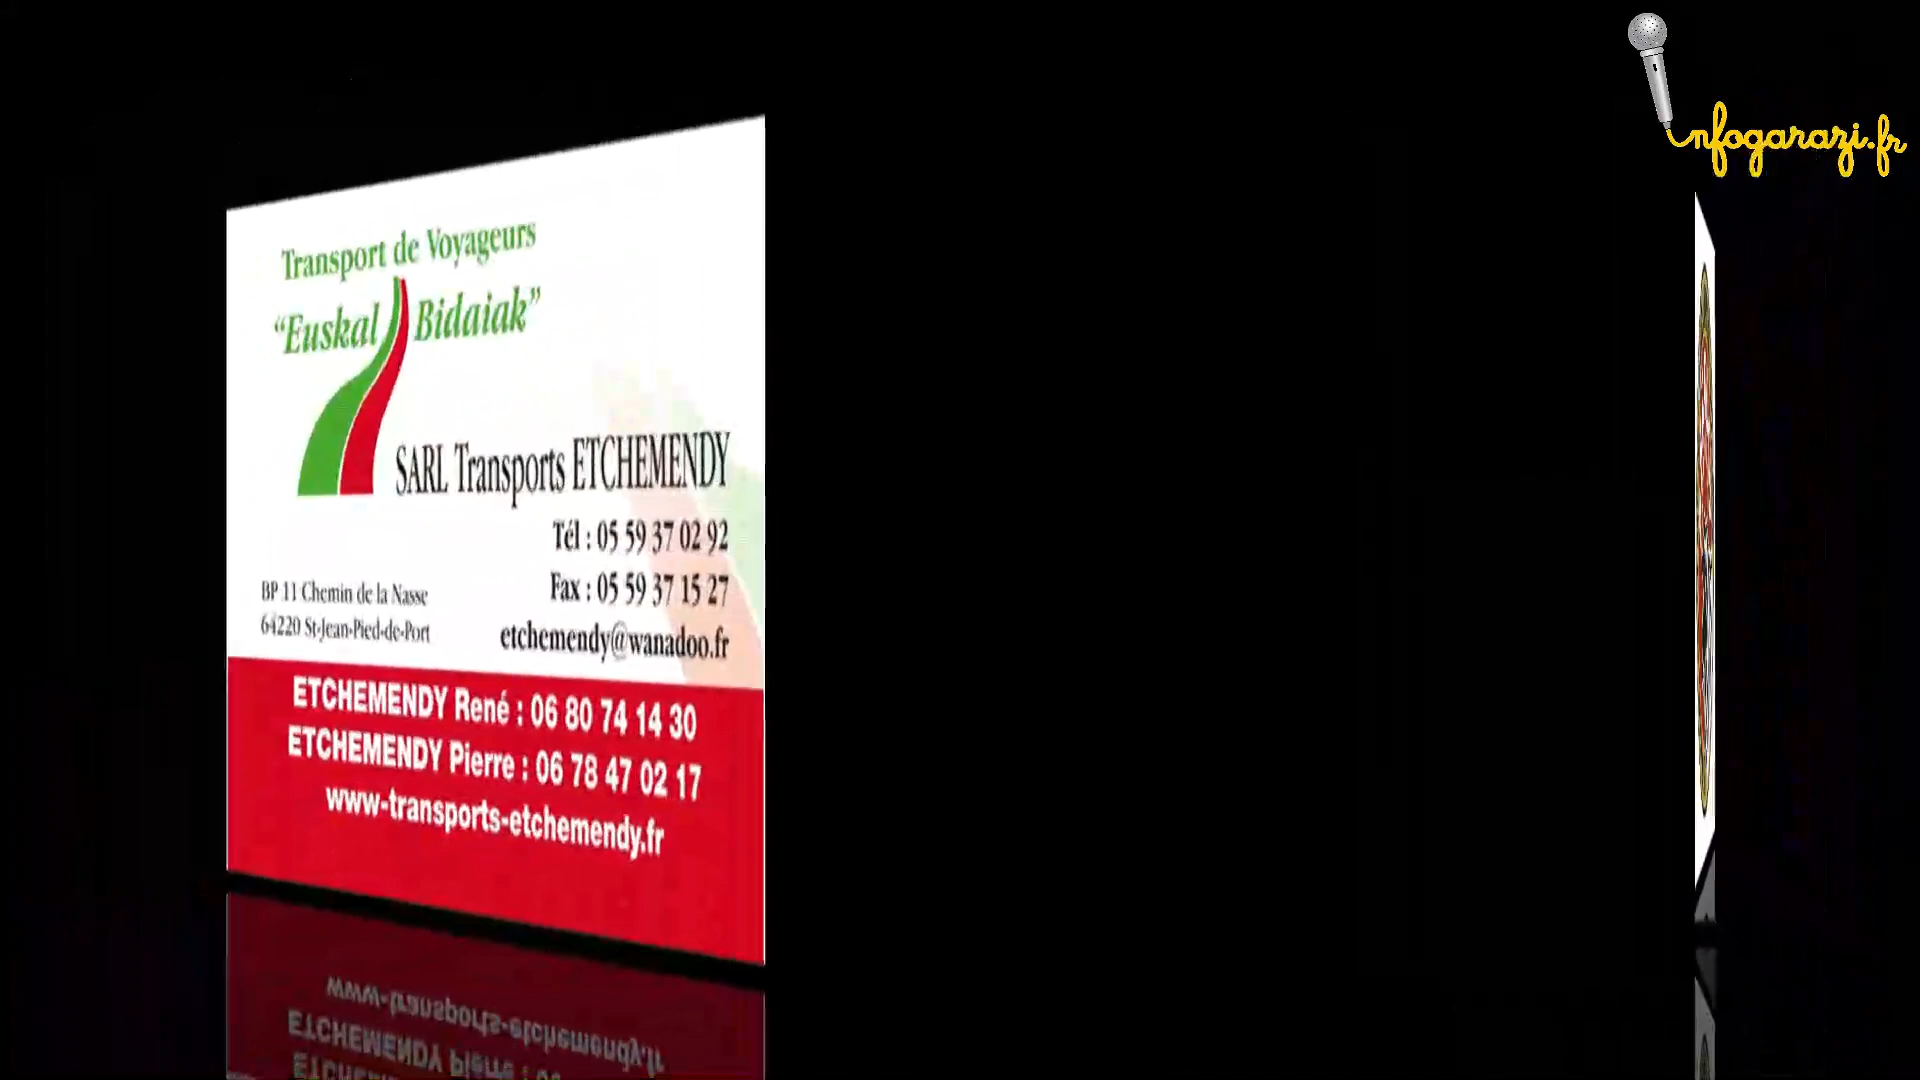 nfogarazi.fr
Transport de Voyageurs
“Euskal Bidaiak”
SARL Transports ETCHEMENDY
Tél : 05 59 37 02 92
Fax : 05 59 37 15 27
etchemendy@wanadoo.fr
BP 11 Chemin de la Nasse
64220 St-Jean-Pied-de-Port
ETCHEMENDY René : 06 80 74 14 30
ETCHEMENDY Pierre : 06 78 47 02 17
www-transports-etchemendy.fr